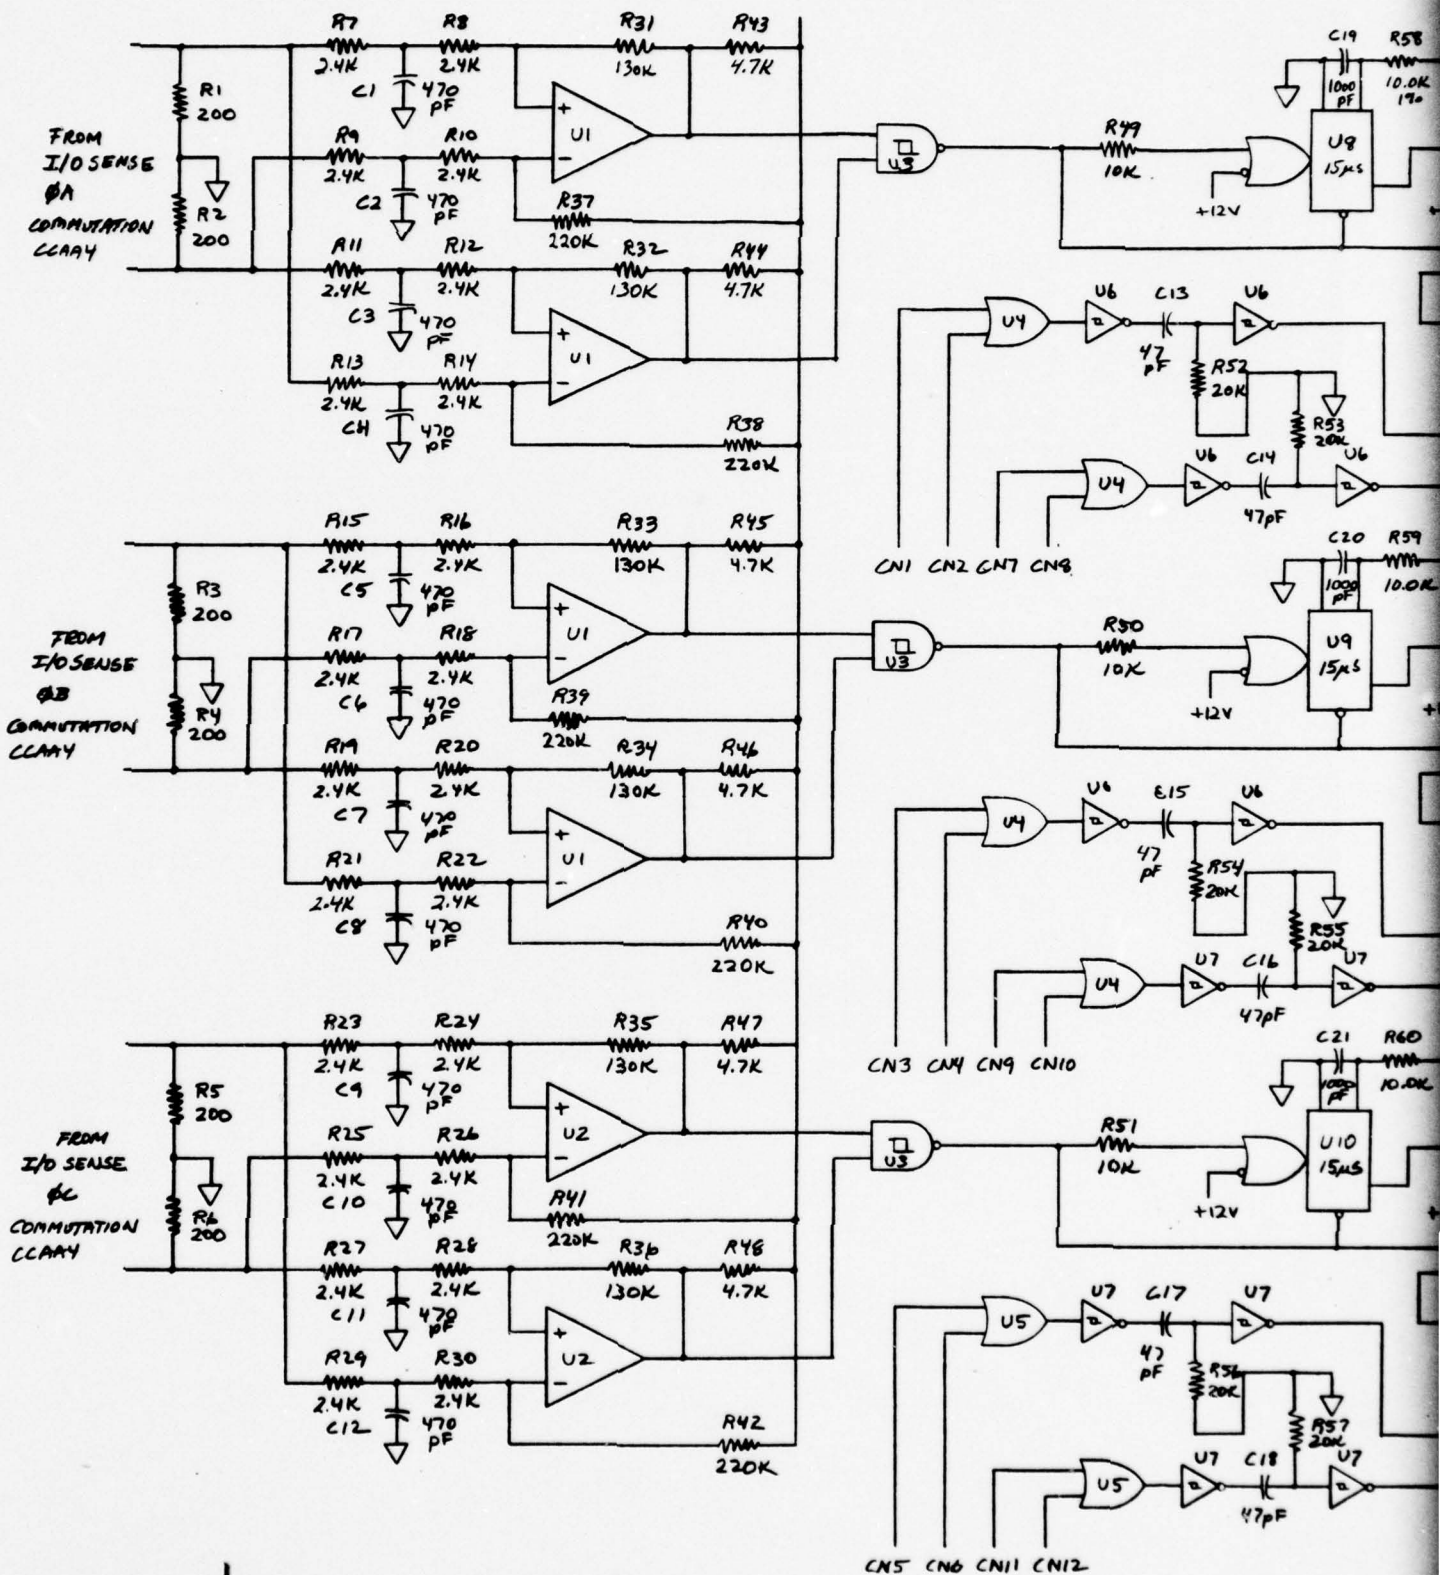 R7 R8 R31 R43
2.4K 2.4K 130K 4.7K
C1 470 pF
R1
200
R9 R10
2.4K 2.4K
C2 470 pF
R37
220K
R2
200
FROM
I/O SENSE
ØA
COMMUTATION
CCAAY
R11 R12 R32 R44
2.4K 2.4K 130K 4.7K
C3 470 pF
R13 R14
2.4K 2.4K
C4 470 pF
R38
220K
+
U1
-
+
U1
-
U3
R49
10K
+12V
C19
1000 pF
R58
10.0K
1%
U8
15µS
U4 U6 C13 U6
47 pF
R52
20K
R53
20K
U4 U6 C14 U6
47pF
CN1 CN2 CN7 CN8
R15 R16 R33 R45
2.4K 2.4K 130K 4.7K
C5 470 pF
R3
200
R17 R18
2.4K 2.4K
C6 470 pF
R39
220K
R4
200
FROM
I/O SENSE
ØB
COMMUTATION
CCAAY
R19 R20 R34 R46
2.4K 2.4K 130K 4.7K
C7 470 pF
R21 R22
2.4K 2.4K
C8 470 pF
R40
220K
+
U1
-
+
U1
-
U3
R50
10K
+12V
C20
1000 pF
R59
10.0K
U9
15µS
U4 U6 C15 U6
47 pF
R54
20K
R55
20K
U4 U7 C16 U7
47pF
CN3 CN4 CN9 CN10
R23 R24 R35 R47
2.4K 2.4K 130K 4.7K
C9 470 pF
R5
200
R25 R26
2.4K 2.4K
C10 470 pF
R41
220K
R6
200
FROM
I/O SENSE
ØC
COMMUTATION
CCAAY
R27 R28 R36 R48
2.4K 2.4K 130K 4.7K
C11 470 pF
R29 R30
2.4K 2.4K
C12 470 pF
R42
220K
+
U2
-
+
U2
-
U3
R51
10K
+12V
C21
1000 pF
R60
10.0K
U10
15µS
U5 U7 C17 U7
47 pF
R56
20K
R57
20K
U5 U7 C18 U7
47pF
CN5 CN6 CN11 CN12